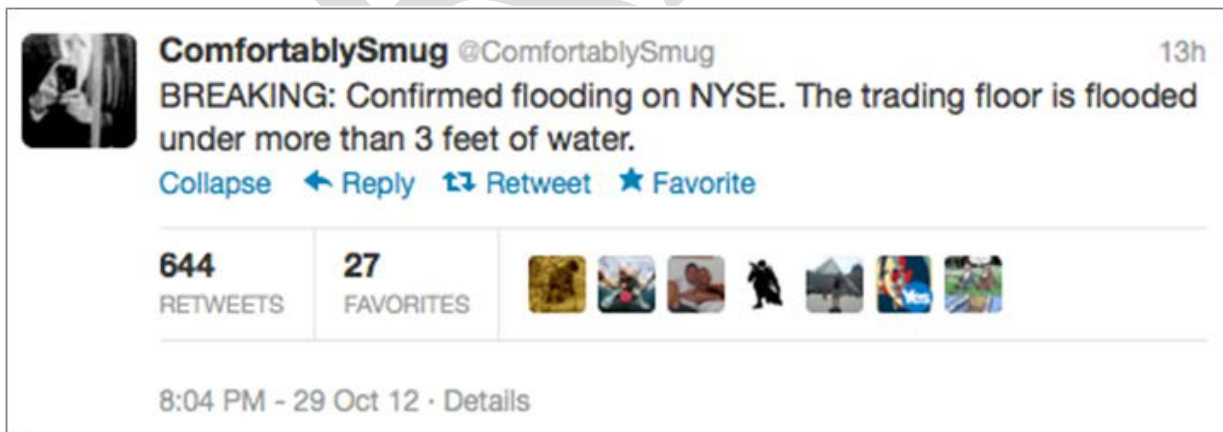 ComfortablySmug @ComfortablySmug 13h
BREAKING: Confirmed flooding on NYSE. The trading floor is flooded
under more than 3 feet of water.
Collapse Reply Retweet Favorite
644 27
RETWEETS FAVORITES
Yes
8:04 PM - 29 Oct 12 · Details